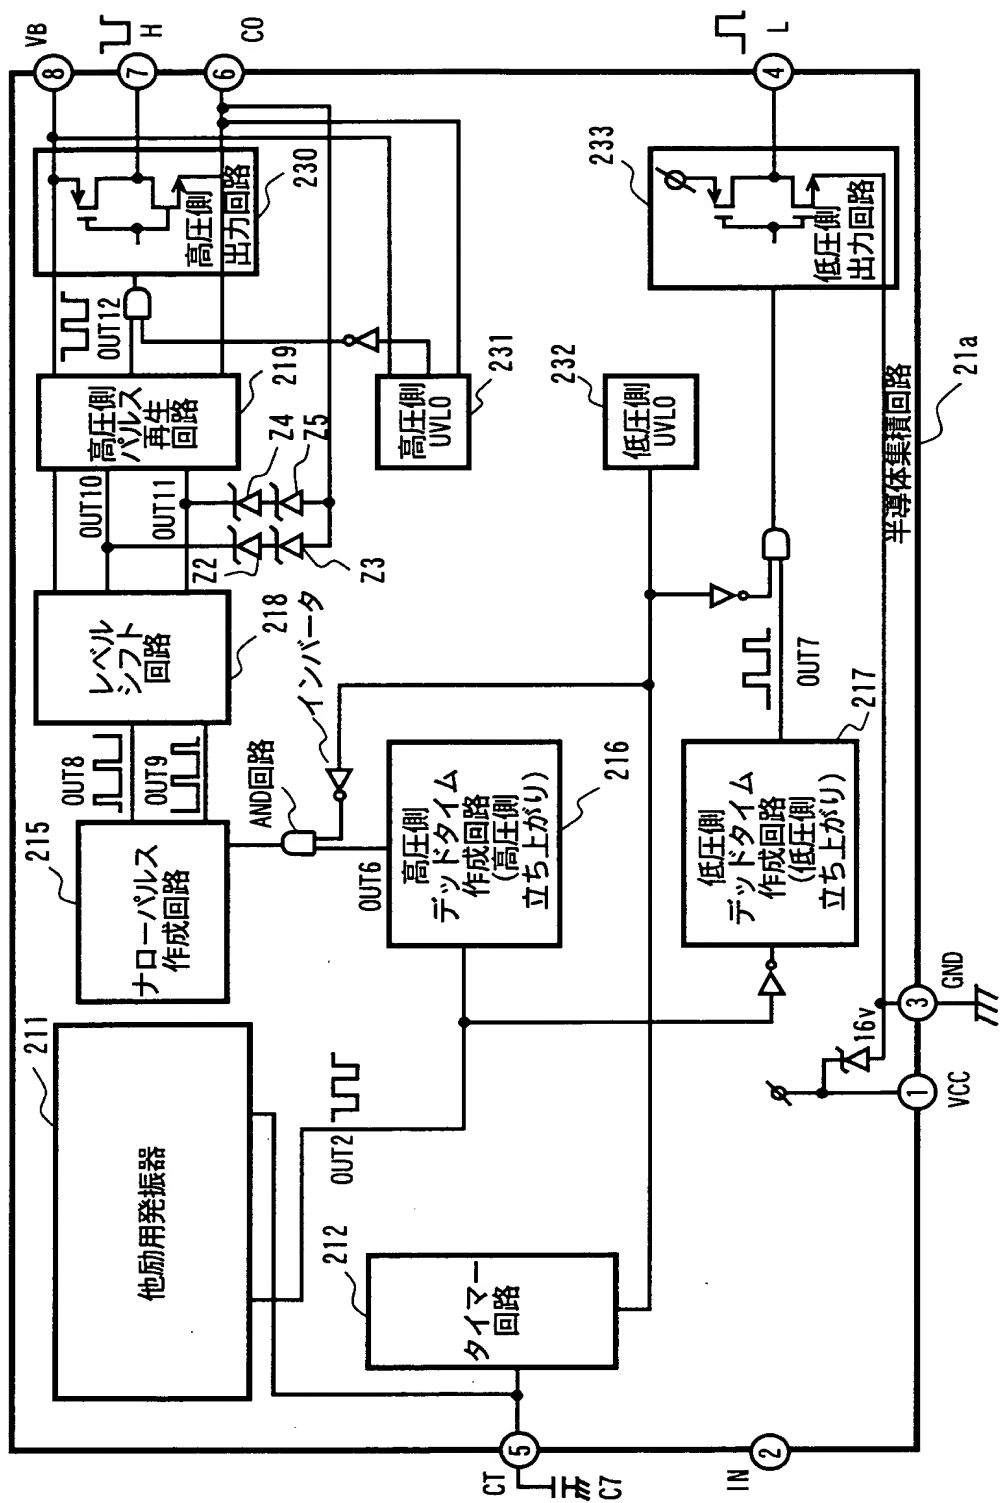 211
他励用発振器
212
タイマー
回路
5
CT
C7
2
IN
OUT2
215
ナローパルス
作成回路
OUT8
OUT9
レベル
シフト
回路
218
OUT10
OUT11
Z2
Z3
Z4
Z5
高圧側
パルス
再生
回路
219
OUT12
高圧側
出力回路
230
VB
8
7
H
6
CO
AND回路
インバータ
OUT6
高圧側
デッドタイム
作成回路
(高圧側
立ち上がり)
216
高圧側
UVLO
231
232
低圧側
UVLO
低圧側
デッドタイム
作成回路
(低圧側
立ち上がり)
217
OUT7
233
低圧側
出力回路
4
L
16v
1
VCC
3
GND
半導体集積回路
21a